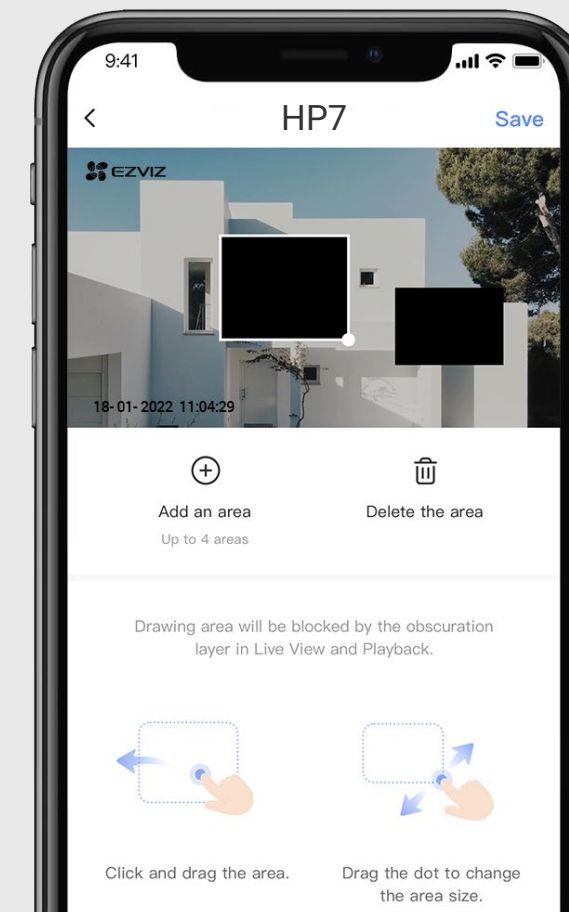 9:41
HP7
Save
EZVIZ
18-01-2022 11:04:29
Add an area
Delete the area
Up to 4 areas
Drawing area will be blocked by the obscuration
layer in Live View and Playback.
Click and drag the area.
Drag the dot to change
the area size.